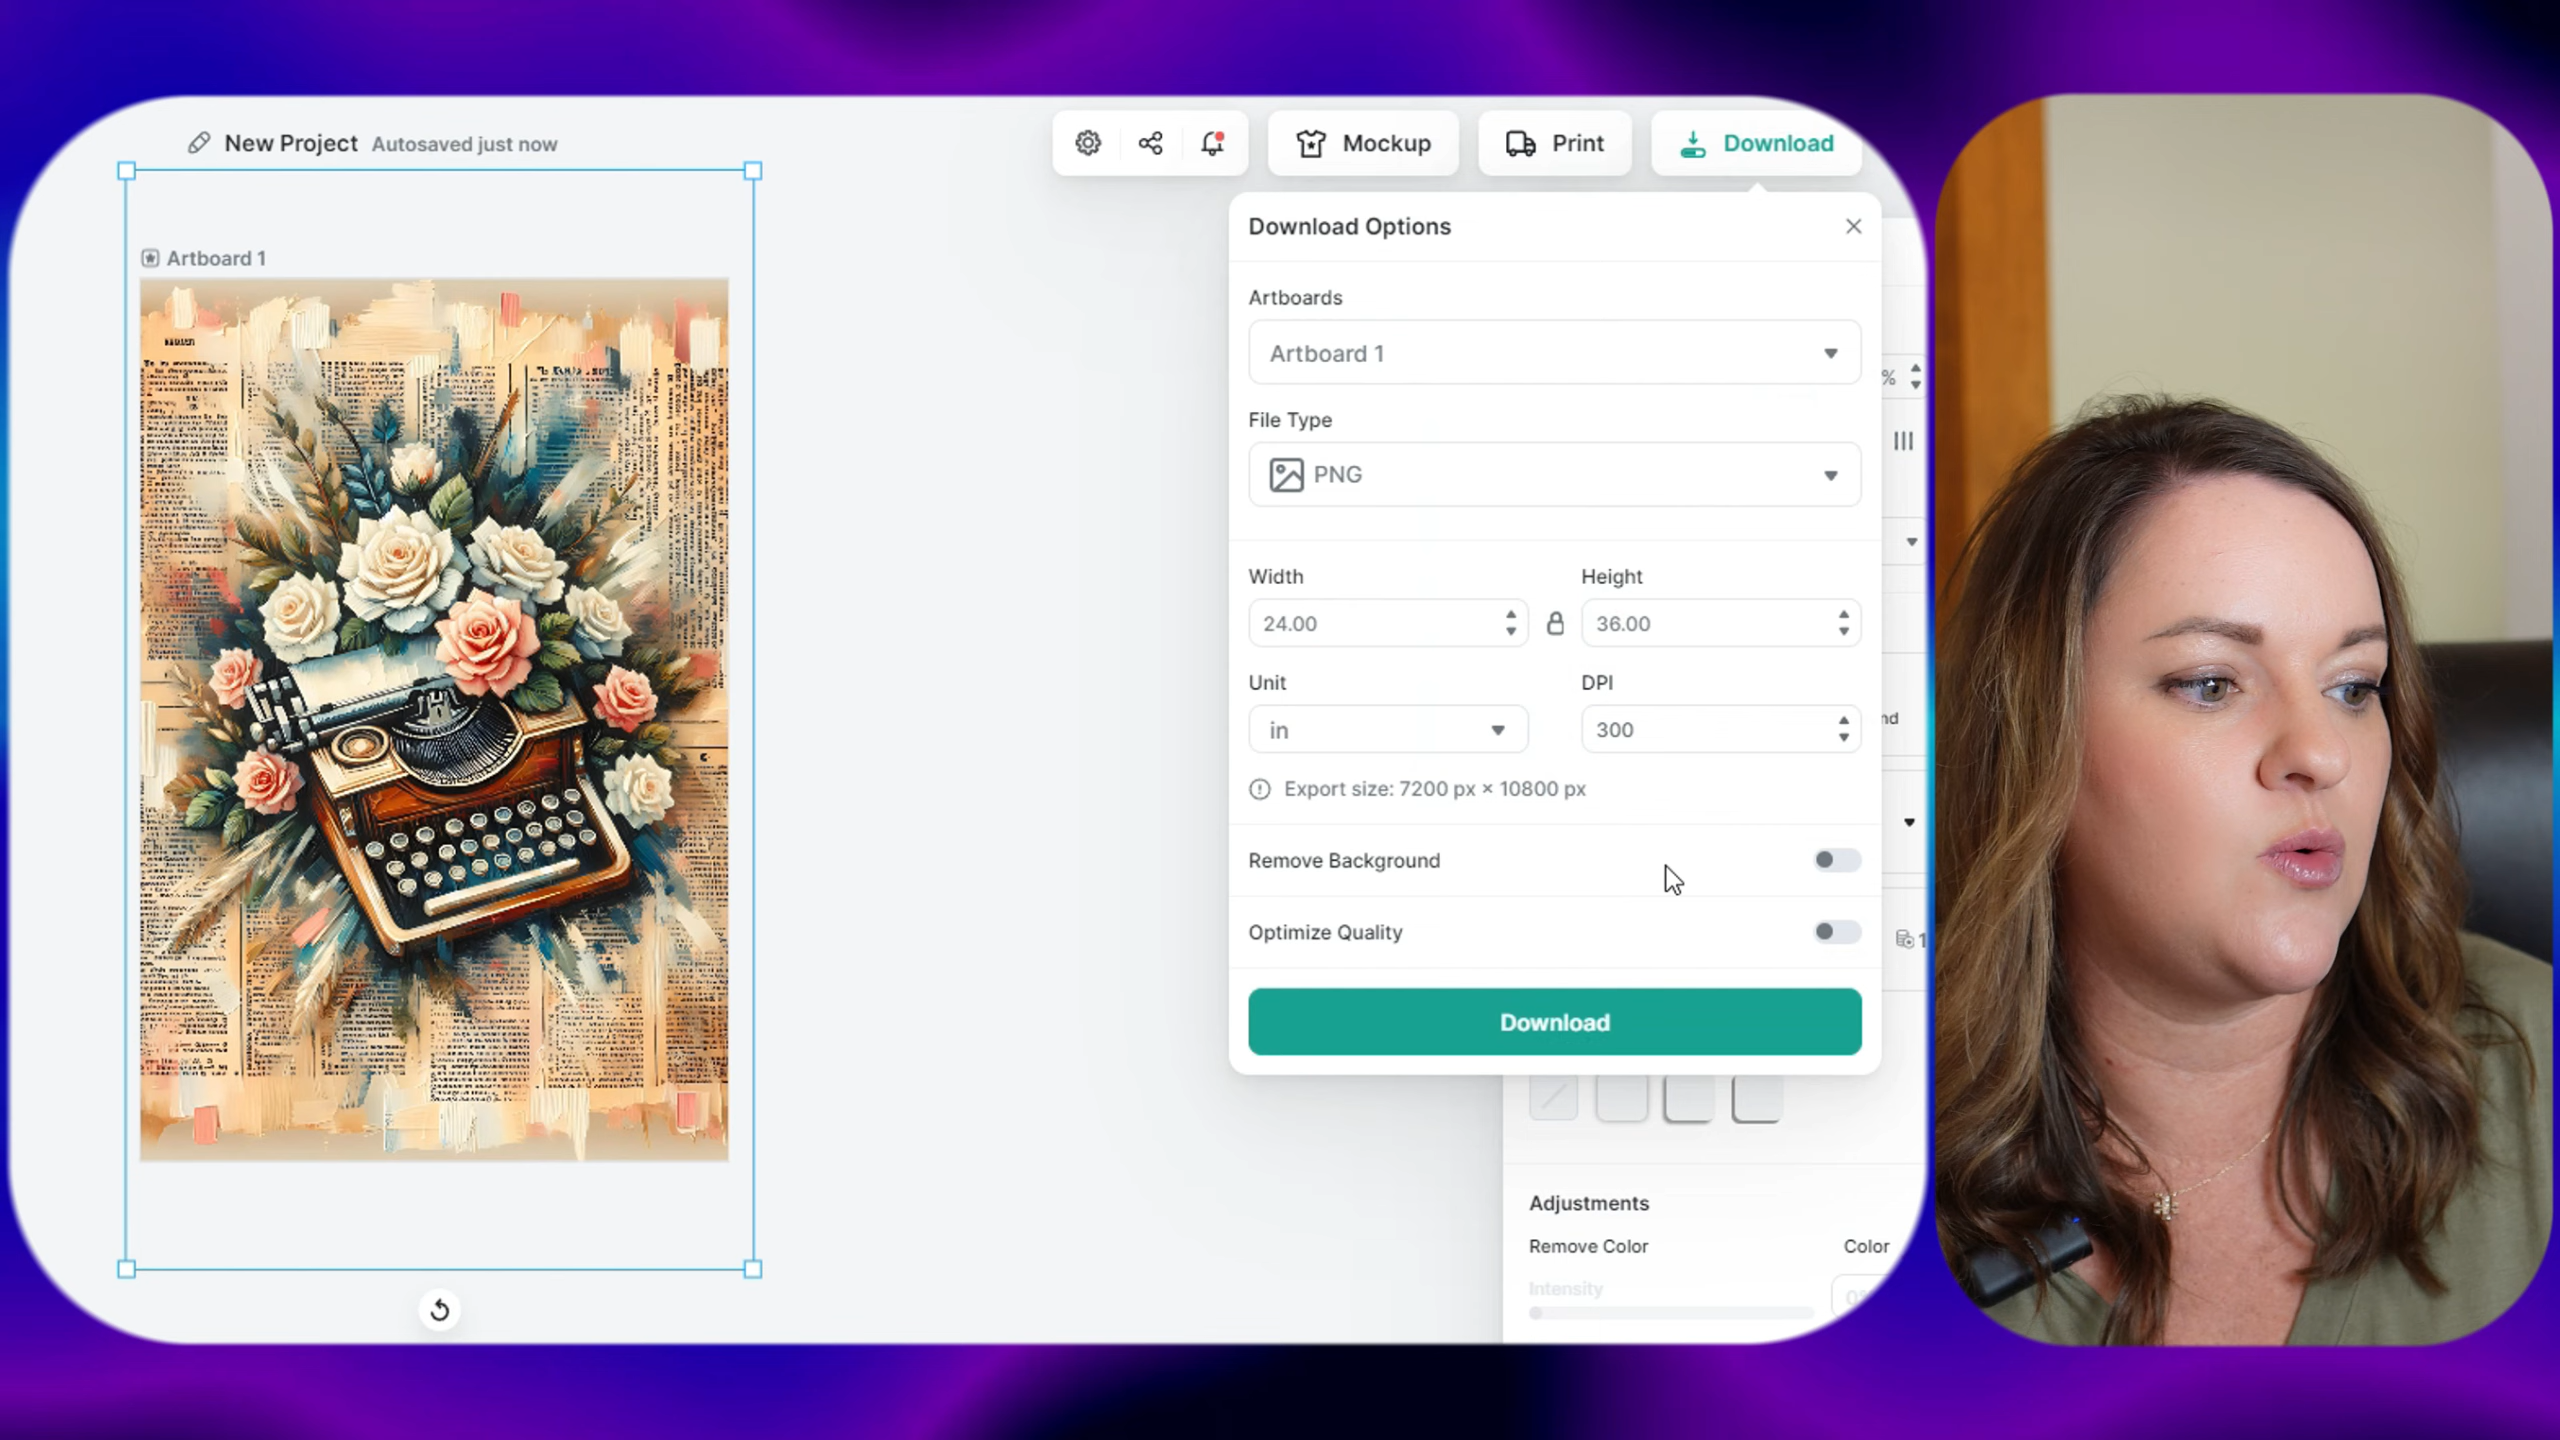 New Project Autosaved just now
Mockup
Print
Download
Artboard 1
Download Options
Artboards
Artboard 1
File Type
PNG
Width
Height
24.00
36.00
Unit
DPI
in
300
Export size: 7200 px × 10800 px
Remove Background
Optimize Quality
Download
%
nd
1
Adjustments
Remove Color
Color
Intensity